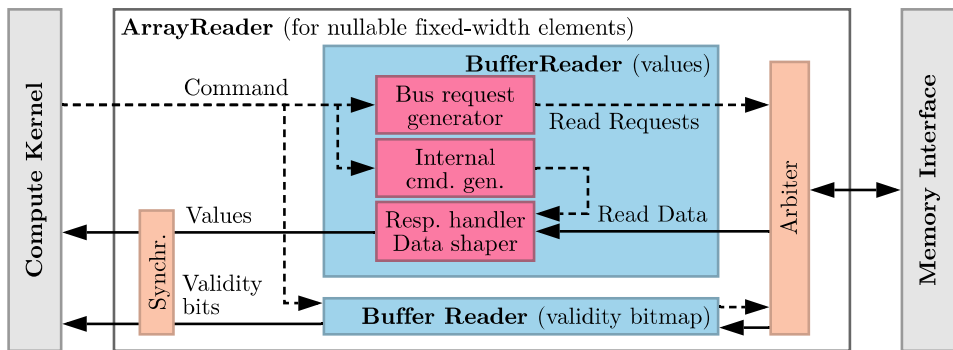 ArrayReader (for nullable fixed-width elements)
Compute Kernel
BufferReader (values)
Command
Bus request
generator
Read Requests
Internal
cmd. gen.
Values
Resp. handler
Data shaper
Read Data
Synchr.
Validity
bits
Buffer Reader (validity bitmap)
Arbiter
Memory Interface